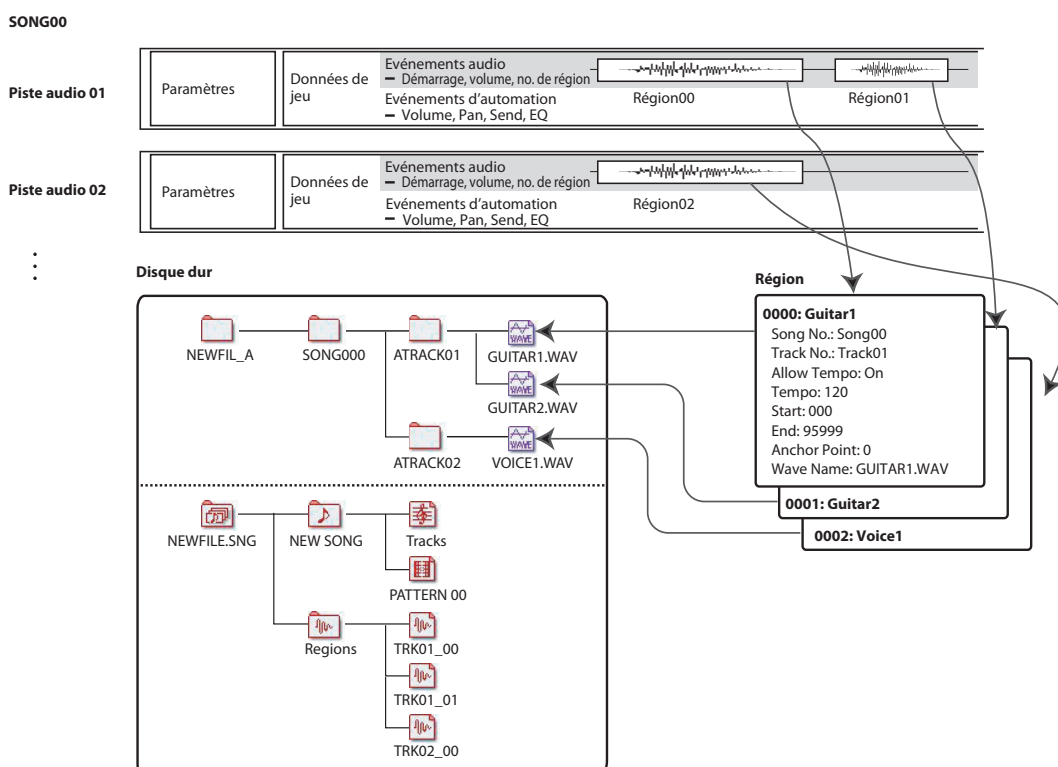 SONG00
Piste audio 01
Paramètres
Données de
jeu
Evénements audio
– Démarrage, volume, no. de région
Evénements d'automation
– Volume, Pan, Send, EQ
Région00
Région01
Piste audio 02
Paramètres
Données de
jeu
Evénements audio
– Démarrage, volume, no. de région
Evénements d'automation
– Volume, Pan, Send, EQ
Région02
Disque dur
NEWFIL_A
SONG000
ATRACK01
WAVE
GUITAR1.WAV
WAVE
GUITAR2.WAV
ATRACK02
WAVE
VOICE1.WAV
NEWFILE.SNG
NEW SONG
Tracks
PATTERN 00
Regions
TRK01_00
TRK01_01
TRK02_00
Région
0000: Guitar1
Song No.: Song00
Track No.: Track01
Allow Tempo: On
Tempo: 120
Start: 000
End: 95999
Anchor Point: 0
Wave Name: GUITAR1.WAV
0001: Guitar2
0002: Voice1